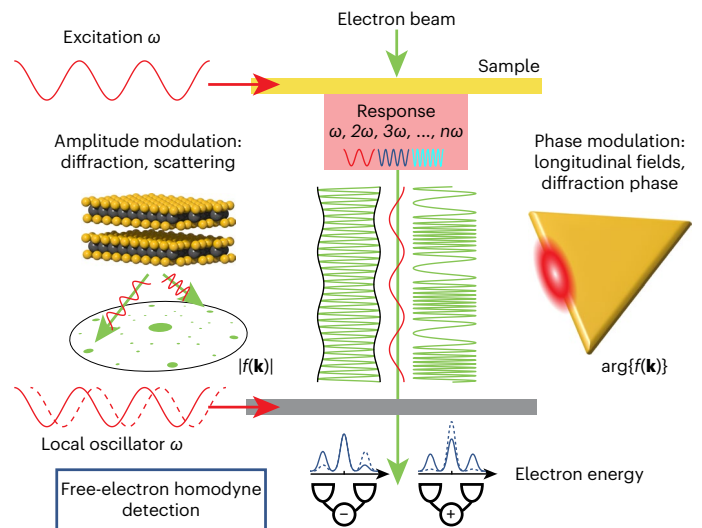 Electron beam
Excitation ω
Sample
Response
ω, 2ω, 3ω, ..., nω
Amplitude modulation:
diffraction, scattering
Phase modulation:
longitudinal fields,
diffraction phase
|f(k)|
arg{f(k)}
Local oscillator ω
Electron energy
Free-electron homodyne
detection
−
+